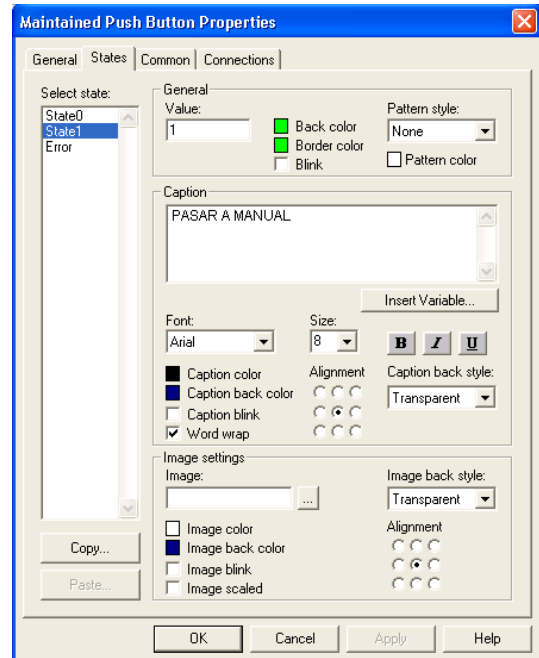 Maintained Push Button Properties
General States Common Connections
Select state:
State0
State1
Error
Copy...
Paste...
General
Value:
1
Back color
Border color
Blink
Pattern style:
None
Pattern color
Caption
PASAR A MANUAL
Insert Variable...
Font:
Arial
Size:
8
B I U
Caption color
Caption back color
Caption blink
Word wrap
Alignment
Caption back style:
Transparent
Image settings
Image:
...
Image back style:
Transparent
Image color
Image back color
Image blink
Image scaled
Alignment
OK Cancel Apply Help